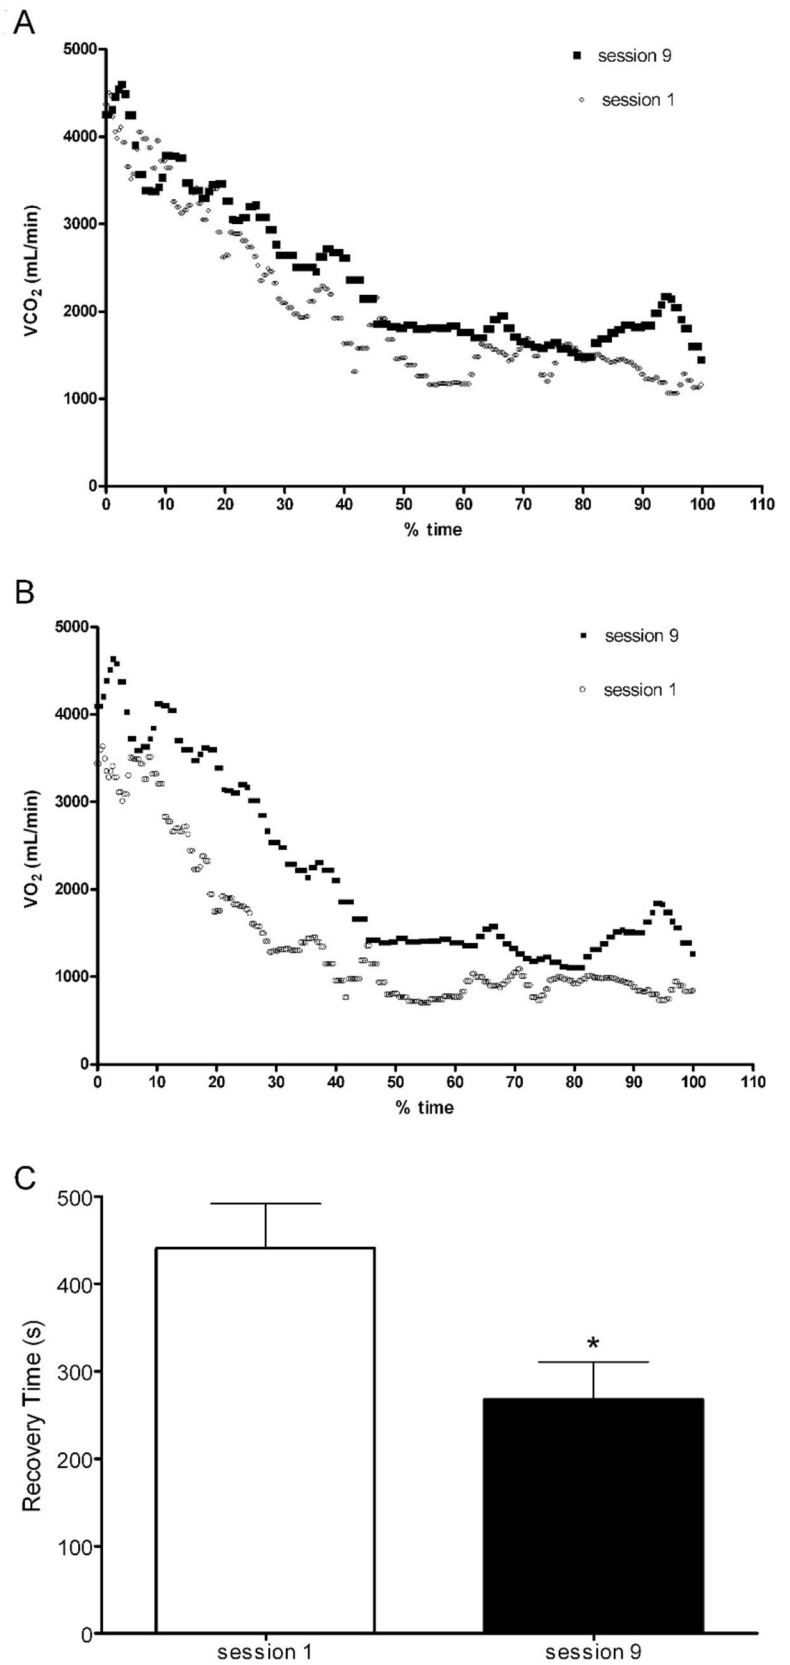 A
5000
4000
3000
2000
1000
0
VCO2 (mL/min)
session 9
session 1
0 10 20 30 40 50 60 70 80 90 100 110
% time
B
5000
4000
3000
2000
1000
0
VO2 (mL/min)
session 9
session 1
0 10 20 30 40 50 60 70 80 90 100 110
% time
C
500
400
300
200
100
0
Recovery Time (s)
*
session 1 session 9